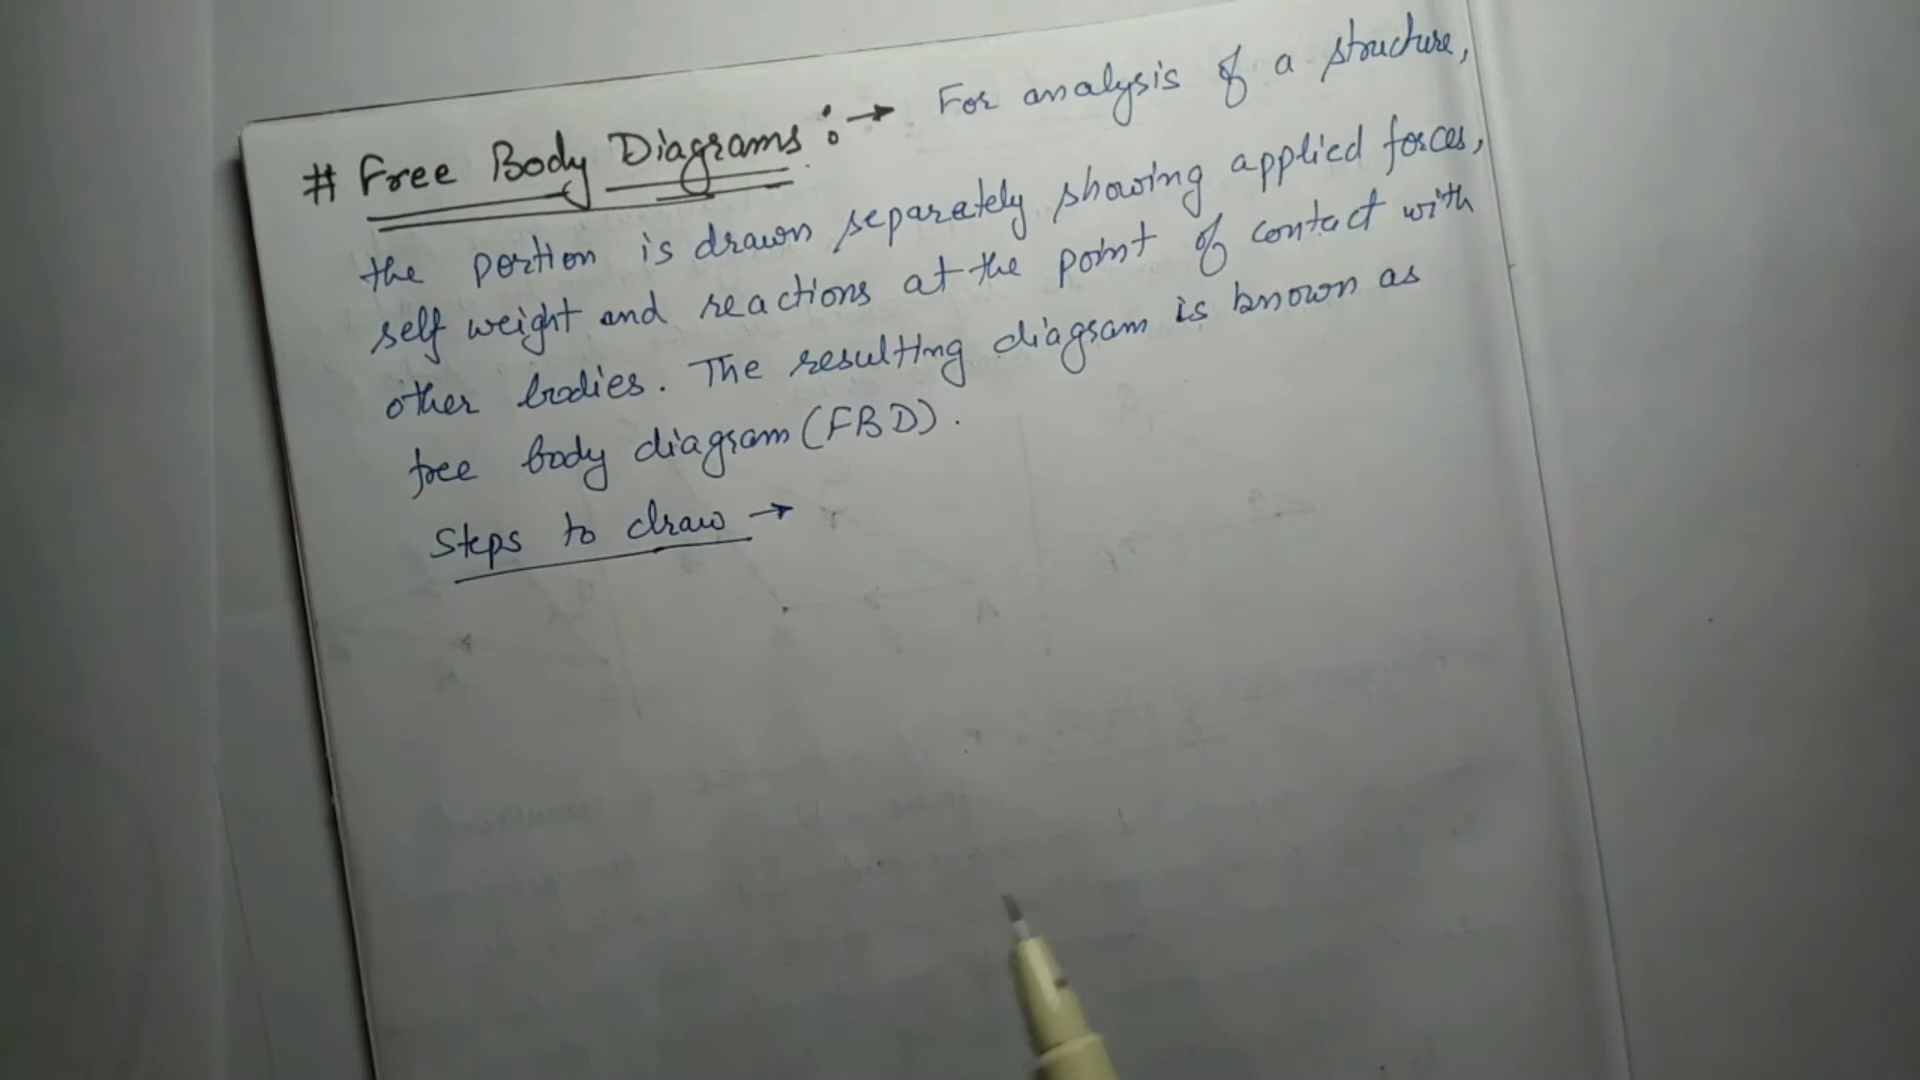 # Free Body Diagrams :→ For analysis of a structure,
the portion is drawn separately showing applied forces,
self weight and reactions at the point of contact with
other bodies. The resulting diagram is known as
free body diagram (FBD).
Steps to draw →